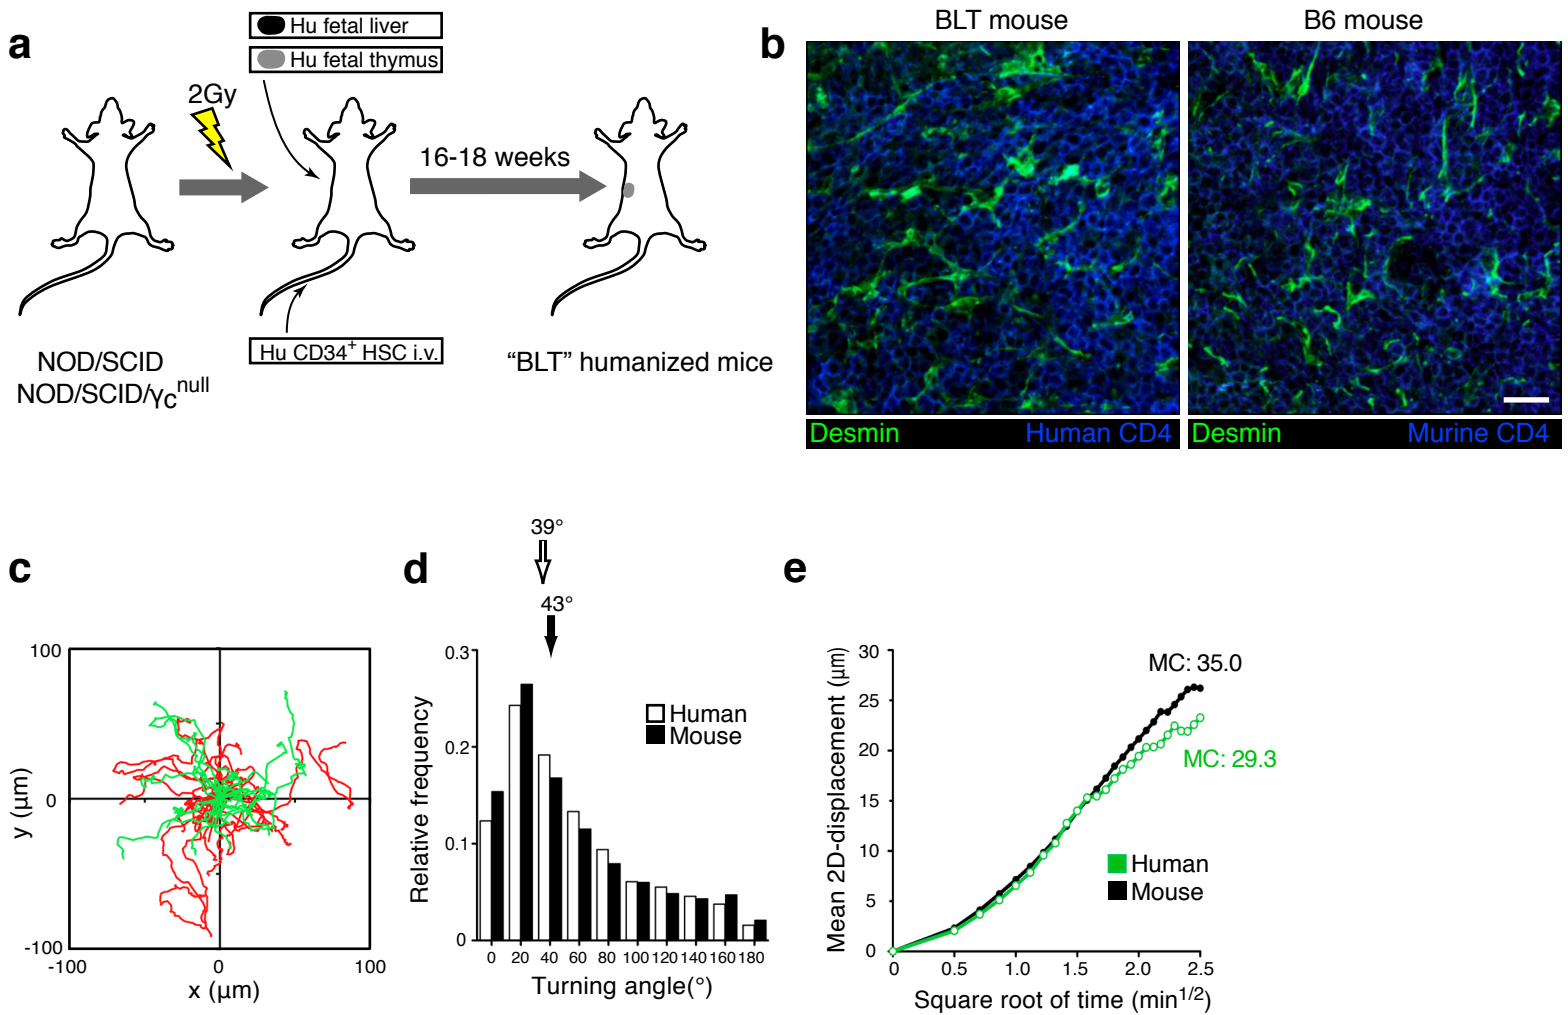 a
Hu fetal liver
Hu fetal thymus
2Gy
16-18 weeks
Hu CD34+ HSC i.v.
NOD/SCID
NOD/SCID/γcnull
“BLT” humanized mice
b
BLT mouse
B6 mouse
Desmin
Human CD4
Desmin
Murine CD4
c
100
0
-100
-100
0
100
y (μm)
x (μm)
d
39°
43°
0.3
0.2
0.1
0
Relative frequency
Human
Mouse
0 20 40 60 80 100 120 140 160 180
Turning angle(°)
e
30
25
20
15
10
5
0
Mean 2D-displacement (μm)
MC: 35.0
MC: 29.3
Human
Mouse
0 0.5 1.0 1.5 2.0 2.5
Square root of time (min1/2)